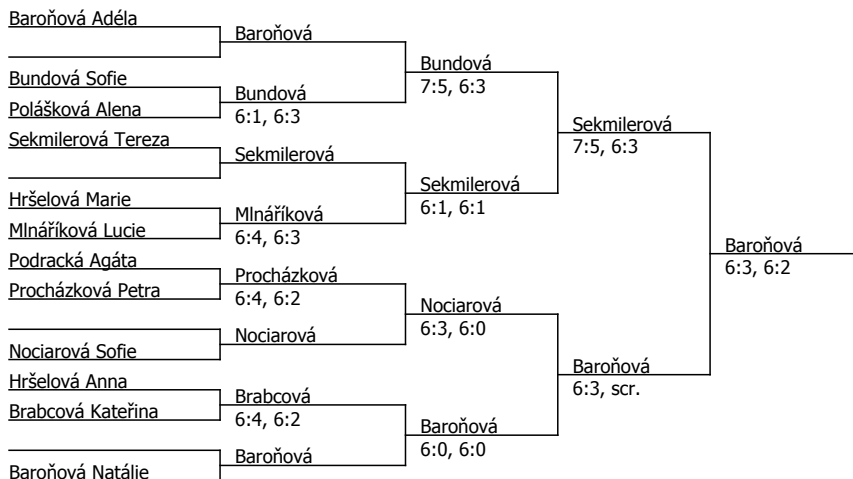 Baroňová Adéla
Baroňová
Bundová
7:5, 6:3
Bundová Sofie
Bundová
6:1, 6:3
Polášková Alena
Sekmilerová
7:5, 6:3
Sekmilerová Tereza
Sekmilerová
Sekmilerová
6:1, 6:1
Hršelová Marie
Mlnáříková
6:4, 6:3
Mlnáříková Lucie
Baroňová
6:3, 6:2
Podracká Agáta
Procházková
6:4, 6:2
Procházková Petra
Nociarová
6:3, 6:0
Nociarová
Nociarová Sofie
Baroňová
6:3, scr.
Hršelová Anna
Brabcová
6:4, 6:2
Brabcová Kateřina
Baroňová
6:0, 6:0
Baroňová
Baroňová Natálie